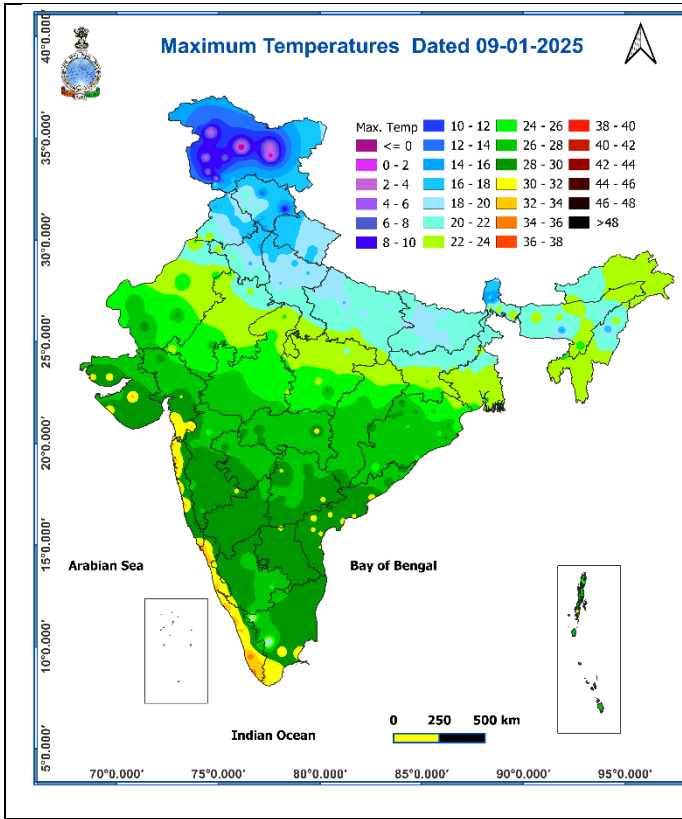 Maximum Temperatures Dated 09-01-2025
Max. Temp
<= 0
0 - 2
2 - 4
4 - 6
6 - 8
8 - 10
10 - 12
12 - 14
14 - 16
16 - 18
18 - 20
20 - 22
22 - 24
24 - 26
26 - 28
28 - 30
30 - 32
32 - 34
34 - 36
36 - 38
38 - 40
40 - 42
42 - 44
44 - 46
46 - 48
>48
40°0.000'
35°0.000'
30°0.000'
25°0.000'
20°0.000'
15°0.000'
10°0.000'
5°0.000'
Arabian Sea
Bay of Bengal
Indian Ocean
0 250 500 km
70°0.000' 75°0.000' 80°0.000' 85°0.000' 90°0.000' 95°0.000'